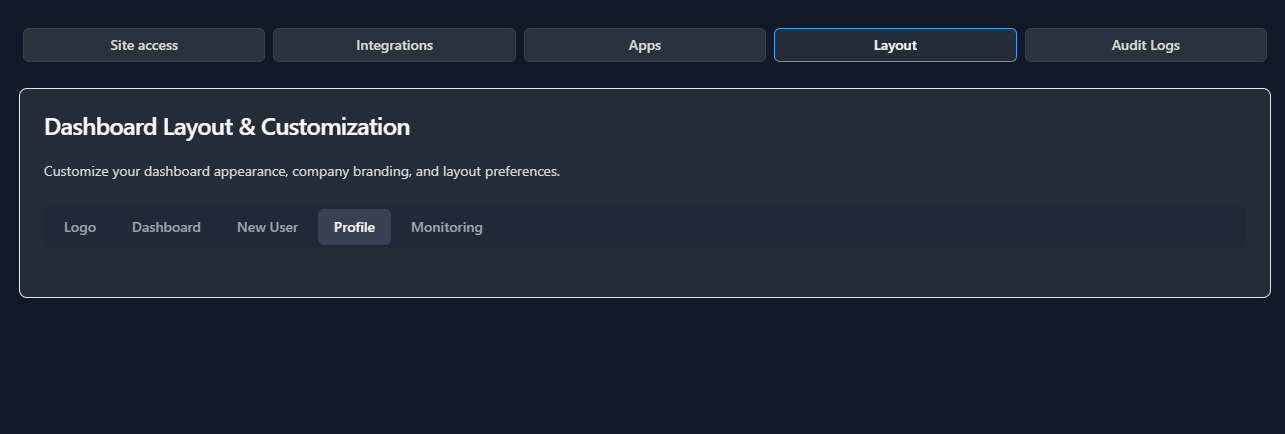 Site access Integrations Apps Layout Audit Logs
Dashboard Layout & Customization
Customize your dashboard appearance, company branding, and layout preferences.
Logo Dashboard New User Profile Monitoring